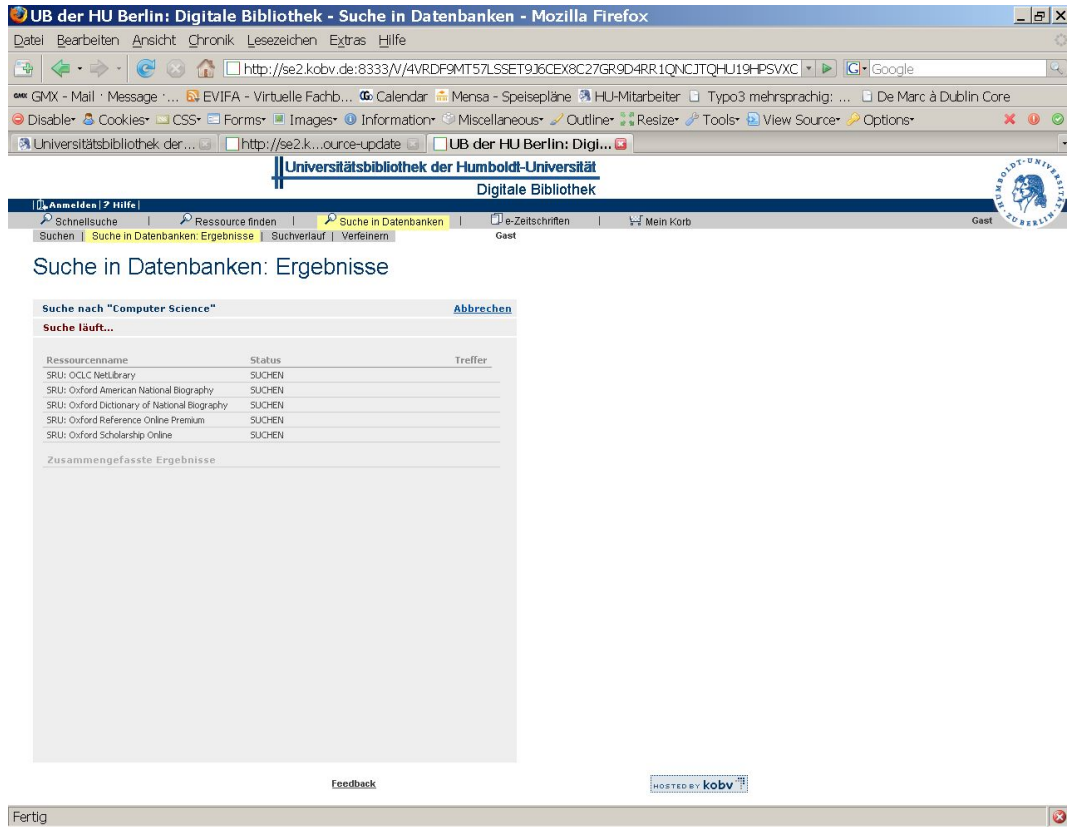 UB der HU Berlin: Digitale Bibliothek - Suche in Datenbanken - Mozilla Firefox
Datei Bearbeiten Ansicht Chronik Lesezeichen Extras Hilfe
http://se2.kobv.de:8333/V/4VRDF9MT57LSSET9J6CEX8C27GR9D4RR1QNCJTQHU19HPSVXC G Google
GMX GMX - Mail · Message ·... EVIFA - Virtuelle Fachb... Calendar Mensa - Speisepläne HU-Mitarbeiter Typo3 mehrsprachig: ... De Marc à Dublin Core
Disable Cookies CSS Forms Images Information Miscellaneous Outline Resize Tools View Source Options
Universitätsbibliothek der... http://se2.k...ource-update UB der HU Berlin: Digi...
Universitätsbibliothek der Humboldt-Universität
Digitale Bibliothek
HUMBOLDT-UNIVERSITÄT ZU BERLIN
| Anmelden | ? Hilfe |
Schnellsuche | Ressource finden | Suche in Datenbanken | e-Zeitschriften | Mein Korb Gast
Suchen | Suche in Datenbanken: Ergebnisse | Suchverlauf | Verfeinern Gast
Suche in Datenbanken: Ergebnisse
Suche nach "Computer Science" Abbrechen
Suche läuft...
Ressourcenname Status Treffer
SRU: OCLC NetLibrary SUCHEN
SRU: Oxford American National Biography SUCHEN
SRU: Oxford Dictionary of National Biography SUCHEN
SRU: Oxford Reference Online Premium SUCHEN
SRU: Oxford Scholarship Online SUCHEN
Zusammengefasste Ergebnisse
Feedback HOSTED BY kobv
Fertig